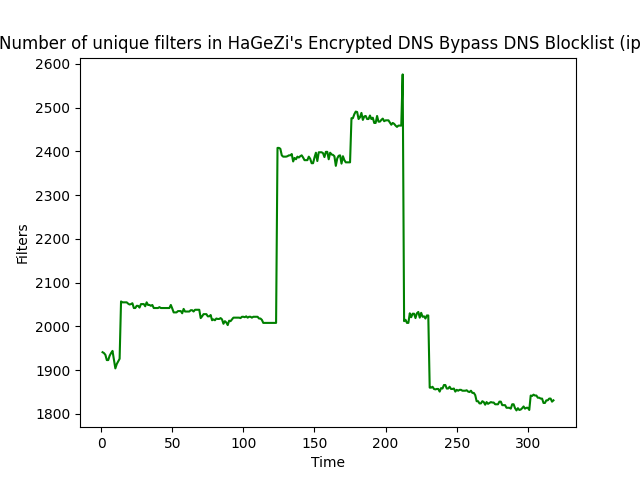 Number of unique filters in HaGeZi's Encrypted DNS Bypass DNS Blocklist (ip
2600
2500
2400
2300
2200
2100
2000
1900
1800
Filters
0 50 100 150 200 250 300
Time